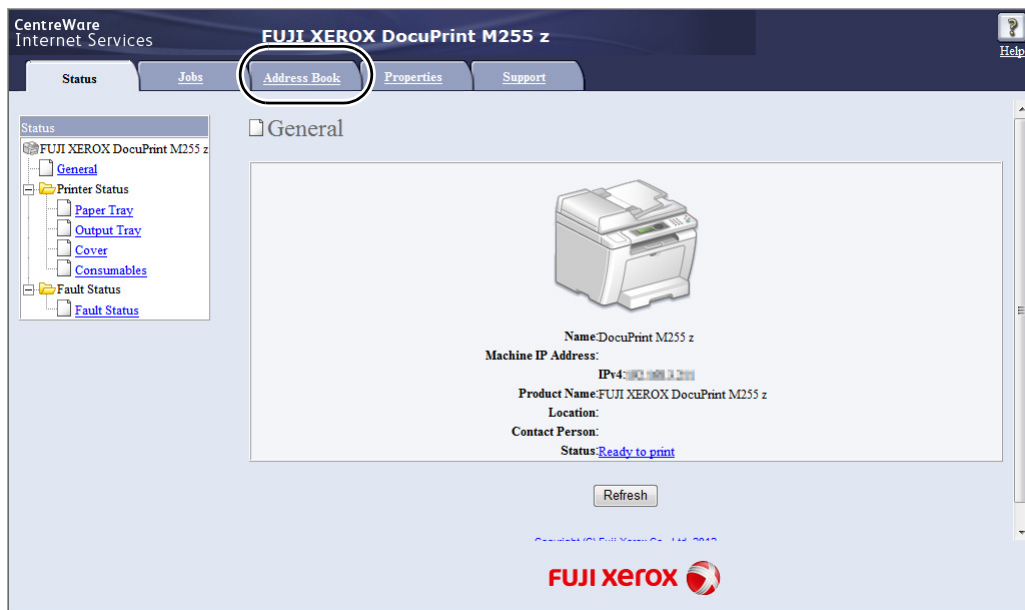 CentreWare
Internet Services
FUJI XEROX DocuPrint M255 z
Help
Status
Jobs
Address Book
Properties
Support
Status
FUJI XEROX DocuPrint M255 z
General
Printer Status
Paper Tray
Output Tray
Cover
Consumables
Fault Status
Fault Status
General
Name:DocuPrint M255 z
Machine IP Address:
IPv4:
Product Name:FUJI XEROX DocuPrint M255 z
Location:
Contact Person:
Status:Ready to print
Refresh
FUJI xerox